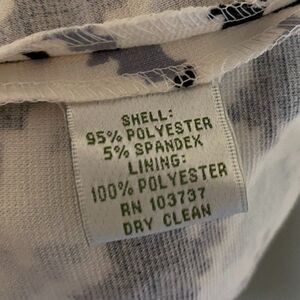 SHELL:
95% POLYESTER
5% SPANDEX
LINING:
100% POLYESTER
RN 103737
DRY CLEAN